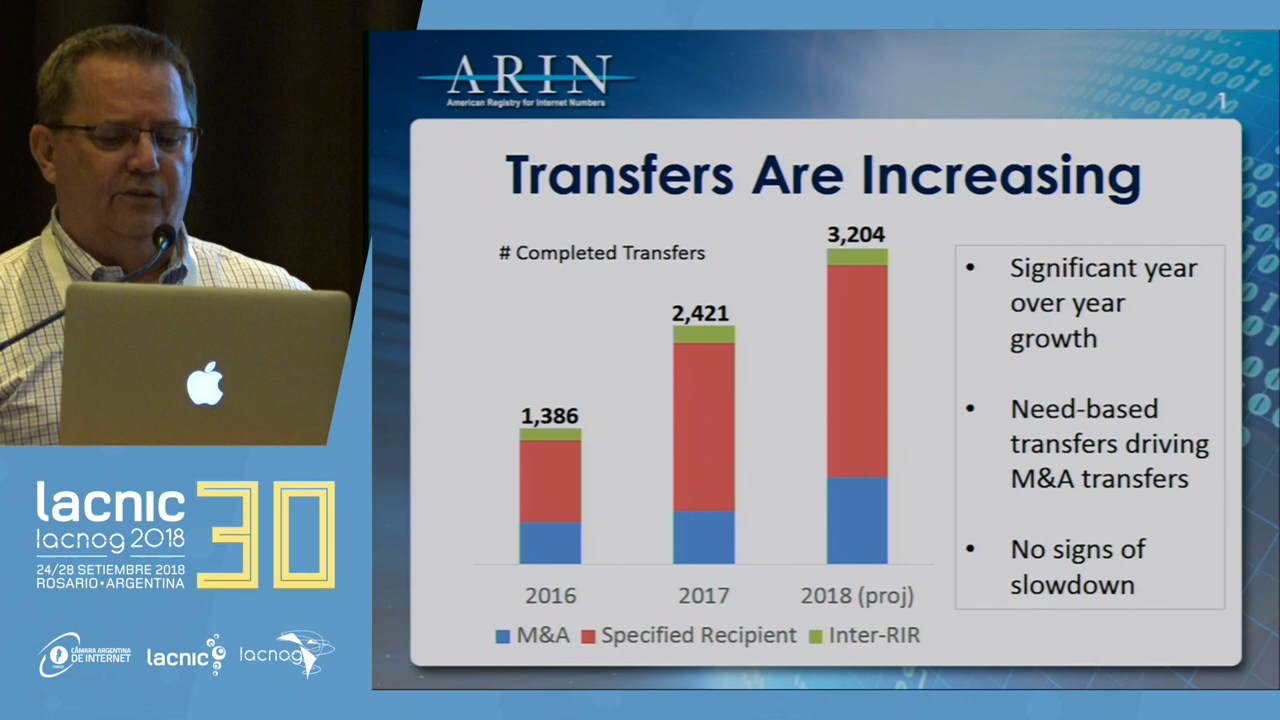 ARIN
American Registry for Internet Numbers
1
Transfers Are Increasing
# Completed Transfers
3,204
2,421
1,386
2016
2017
2018 (proj)
M&A
Specified Recipient
Inter-RIR
• Significant year
over year
growth
• Need-based
transfers driving
M&A transfers
• No signs of
slowdown
lacnic 30
lacnog 2018
24/28 SETIEMBRE 2018
ROSARIO • ARGENTINA
CÁMARA ARGENTINA
DE INTERNET
lacnic
lacnog